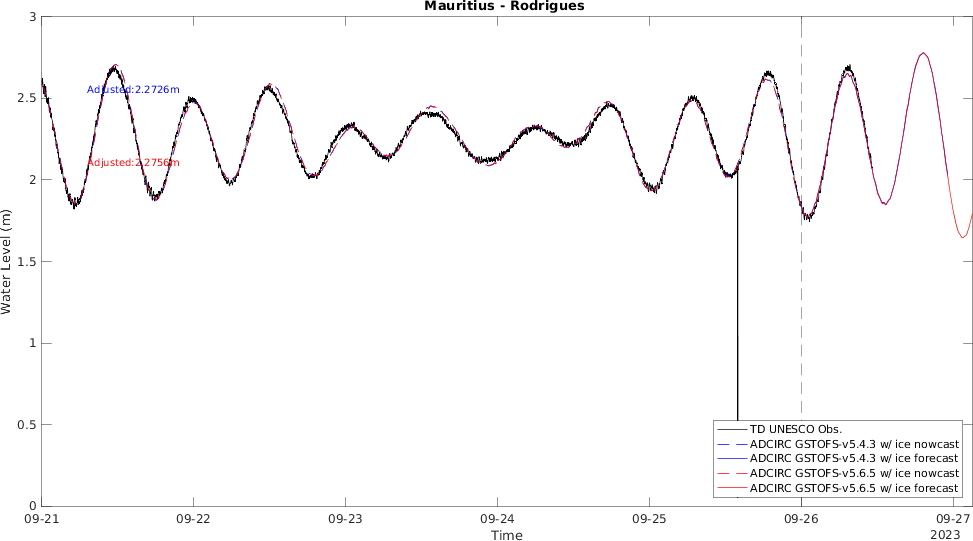 Mauritius - Rodrigues
3
2.5
2
1.5
1
0.5
0
Water Level (m)
Adjusted:2.2726m
Adjusted:2.2756m
TD UNESCO Obs.
ADCIRC GSTOFS-v5.4.3 w/ ice nowcast
ADCIRC GSTOFS-v5.4.3 w/ ice forecast
ADCIRC GSTOFS-v5.6.5 w/ ice nowcast
ADCIRC GSTOFS-v5.6.5 w/ ice forecast
09-21 09-22 09-23 09-24 09-25 09-26 09-27
Time
2023